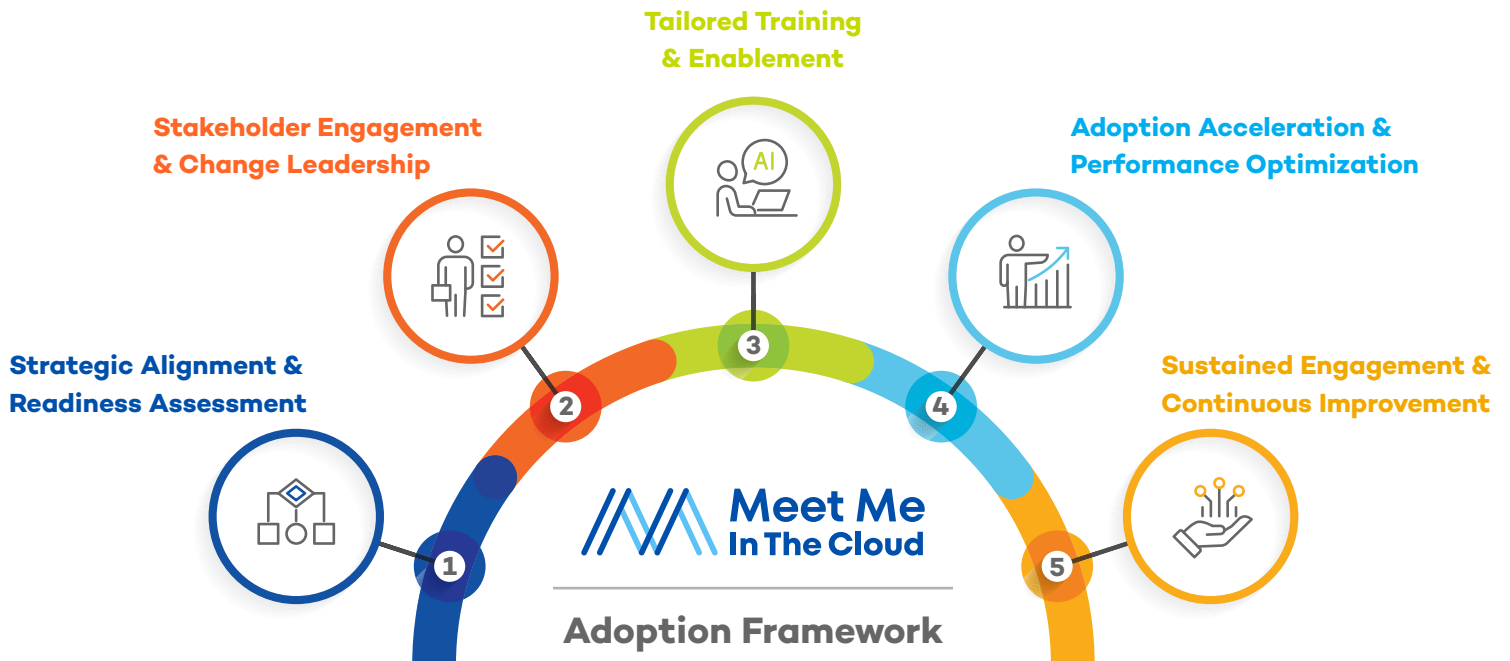 Tailored Training
& Enablement
Stakeholder Engagement
& Change Leadership
Adoption Acceleration &
Performance Optimization
AI
Strategic Alignment &
Readiness Assessment
Sustained Engagement &
Continuous Improvement
1
2
3
4
5
Meet Me
In The Cloud
Adoption Framework